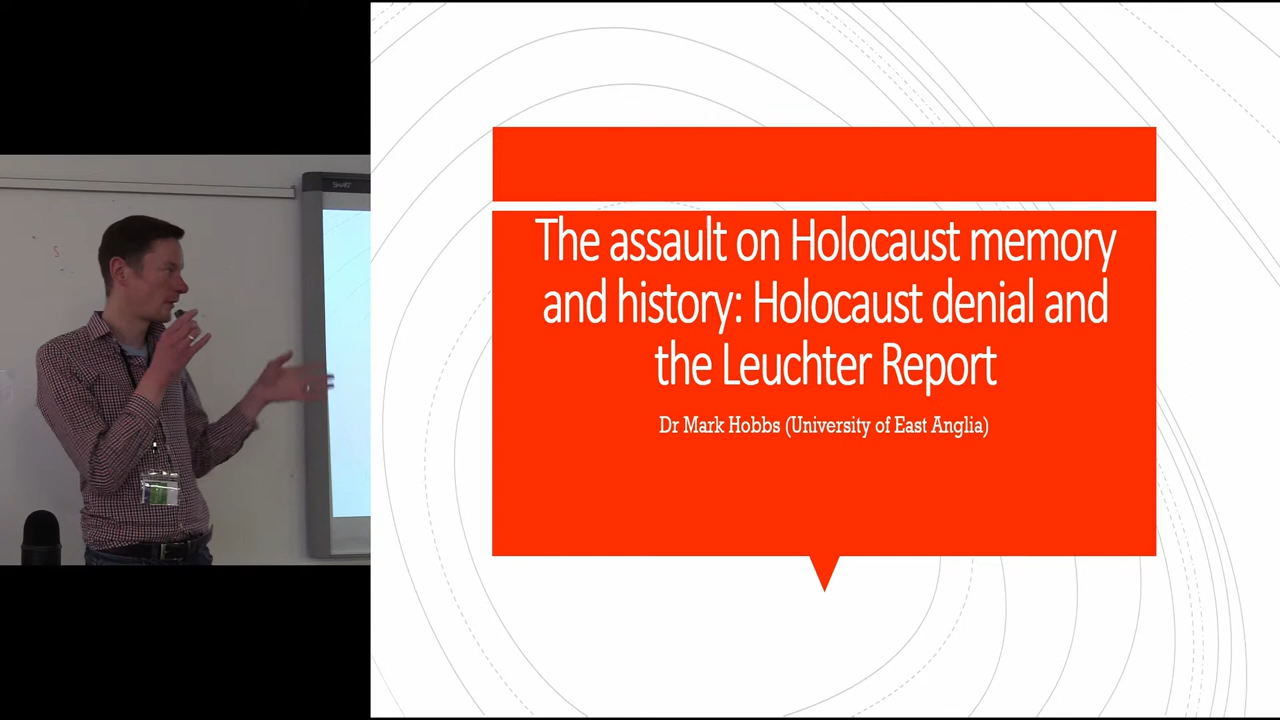 SMART
The assault on Holocaust memory
and history: Holocaust denial and
the Leuchter Report
Dr Mark Hobbs (University of East Anglia)